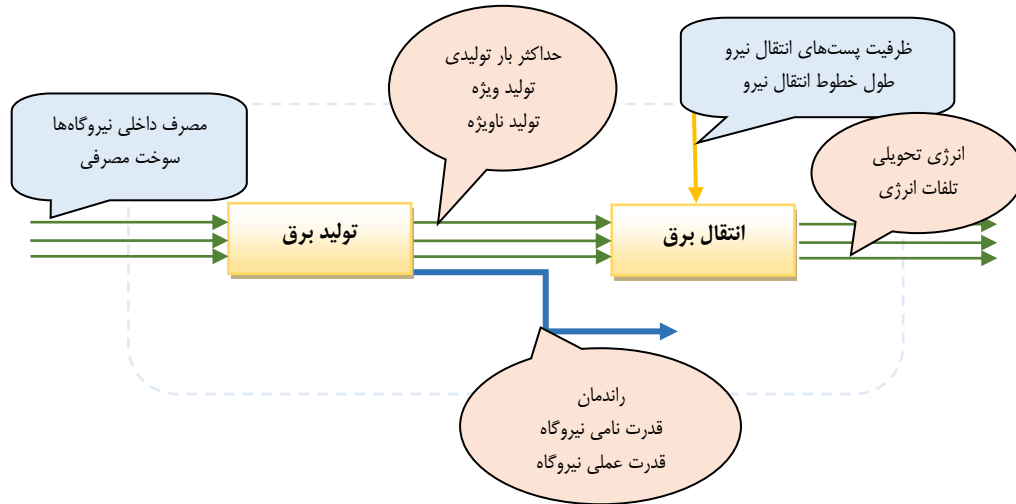 ظرفیت پست‌های انتقال نیرو
طول خطوط انتقال نیرو
حداکثر بار تولیدی
تولید ویژه
تولید ناویژه
مصرف داخلی نیروگاه‌ها
سوخت مصرفی
انرژی تحویلی
تلفات انرژی
تولید برق
انتقال برق
راندمان
قدرت نامی نیروگاه
قدرت عملی نیروگاه